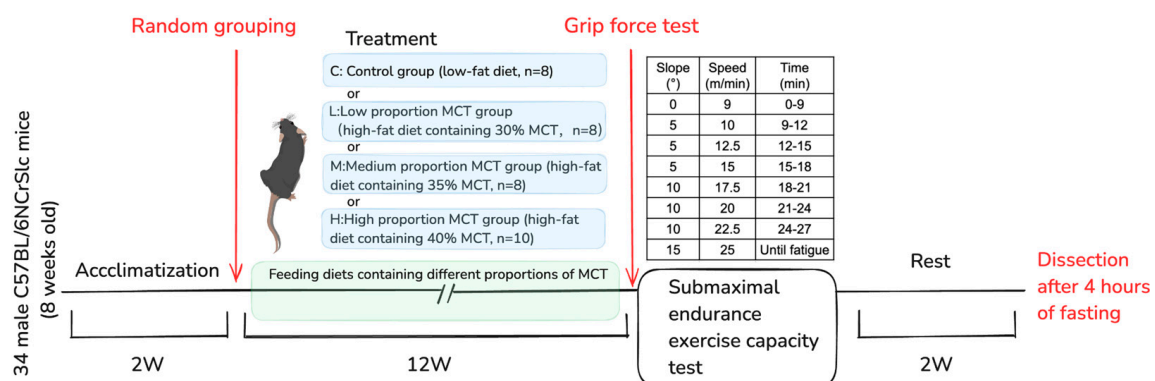 Random grouping
Grip force test
Treatment
C: Control group (low-fat diet, n=8)
or
L:Low proportion MCT group
(high-fat diet containing 30% MCT, n=8)
or
M:Medium proportion MCT group (high-fat
diet containing 35% MCT, n=8)
or
H:High proportion MCT group (high-fat
diet containing 40% MCT, n=10)
Slope Speed Time
(°) (m/min) (min)
0 9 0-9
5 10 9-12
5 12.5 12-15
5 15 15-18
10 17.5 18-21
10 20 21-24
10 22.5 24-27
15 25 Until fatigue
34 male C57BL/6NCrSlc mice
(8 weeks old)
Accclimatization
Feeding diets containing different proportions of MCT
Submaximal
endurance
exercise capacity
test
Rest
Dissection
after 4 hours
of fasting
2W
12W
2W